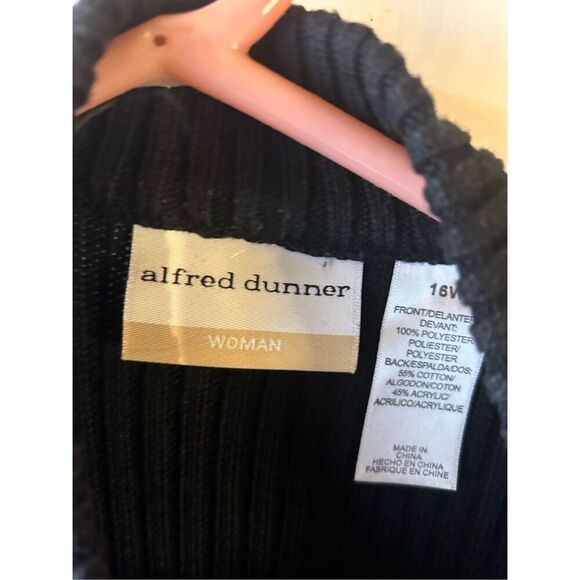 alfred dunner
WOMAN
16W
FRONT/DELANTE/
DEVANT:
100% POLYESTER/
POLIESTER/
POLYESTER
BACK/ESPALDA/DOS:
55% COTTON/
ALGODON/COTON
45% ACRYLIC/
ACRILICO/ACRYLIQUE
MADE IN
CHINA
HECHO EN CHINA
FABRIQUE EN CHINE